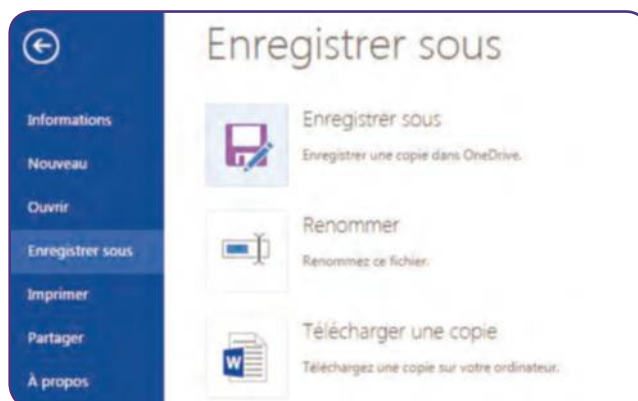 Enregistrer sous
Informations
Nouveau
Ouvrir
Enregistrer sous
Imprimer
Partager
À propos
Enregistrer sous
Enregistrer une copie dans OneDrive.
Renommer
Renommez ce fichier.
Télécharger une copie
Téléchargez une copie sur votre ordinateur.
W